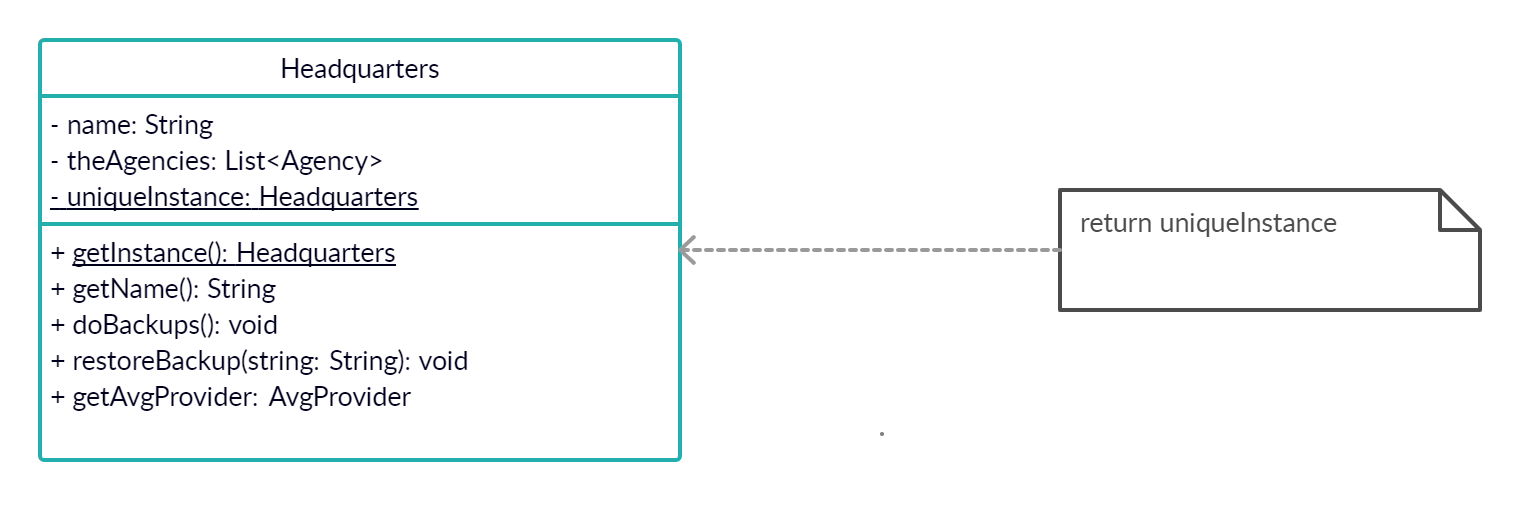 Headquarters
- name: String
- theAgencies: List<Agency>
- uniqueInstance: Headquarters
+ getInstance(): Headquarters
+ getName(): String
+ doBackups(): void
+ restoreBackup(string: String): void
+ getAvgProvider: AvgProvider
return uniqueInstance